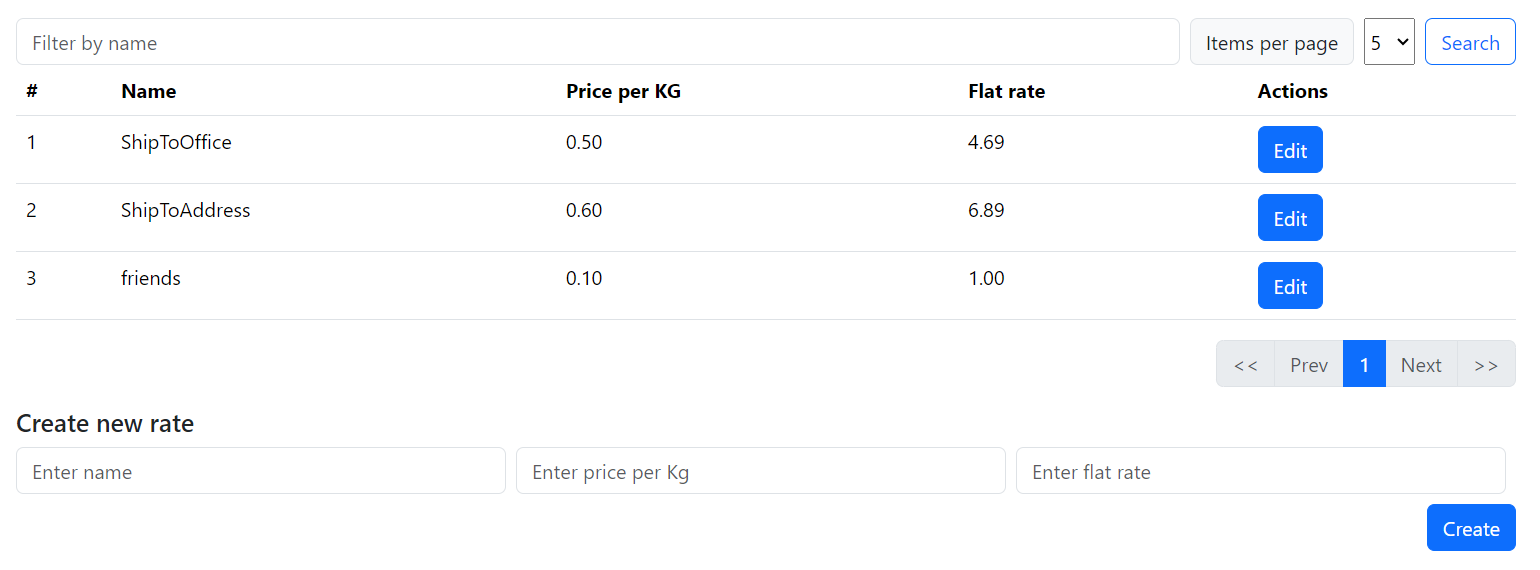 Filter by name Items per page 5 Search
# Name Price per KG Flat rate Actions
1 ShipToOffice 0.50 4.69 Edit
2 ShipToAddress 0.60 6.89 Edit
3 friends 0.10 1.00 Edit
<< Prev 1 Next >>
Create new rate
Enter name Enter price per Kg Enter flat rate
Create